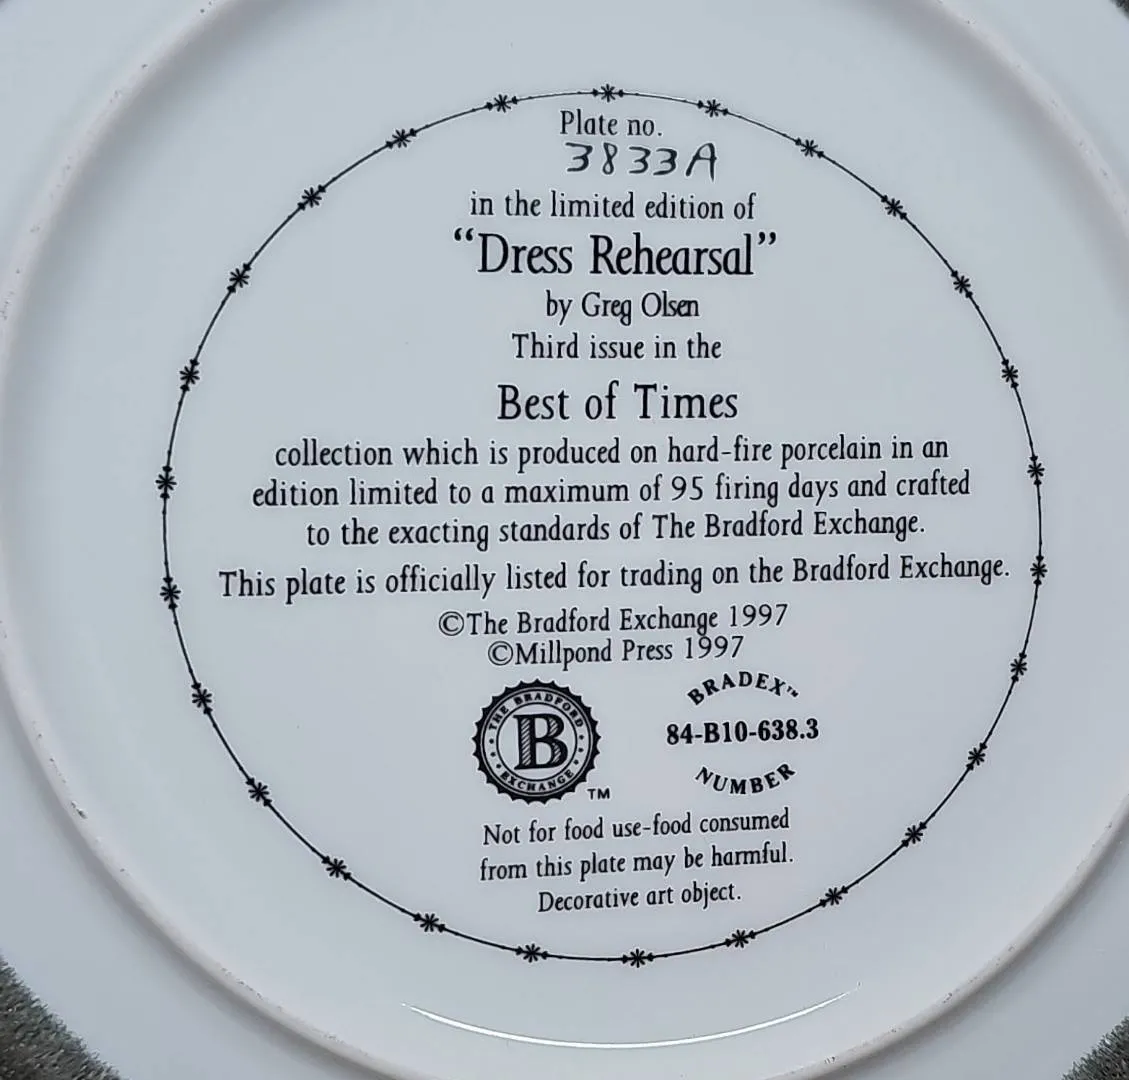 Plate no.
3833A
in the limited edition of
“Dress Rehearsal”
by Greg Olsen
Third issue in the
Best of Times
collection which is produced on hard-fire porcelain in an
edition limited to a maximum of 95 firing days and crafted
to the exacting standards of The Bradford Exchange.
This plate is officially listed for trading on the Bradford Exchange.
©The Bradford Exchange 1997
©Millpond Press 1997
THE BRADFORD
B
EXCHANGE
TM
BRADEX™
84-B10-638.3
NUMBER
Not for food use-food consumed
from this plate may be harmful.
Decorative art object.